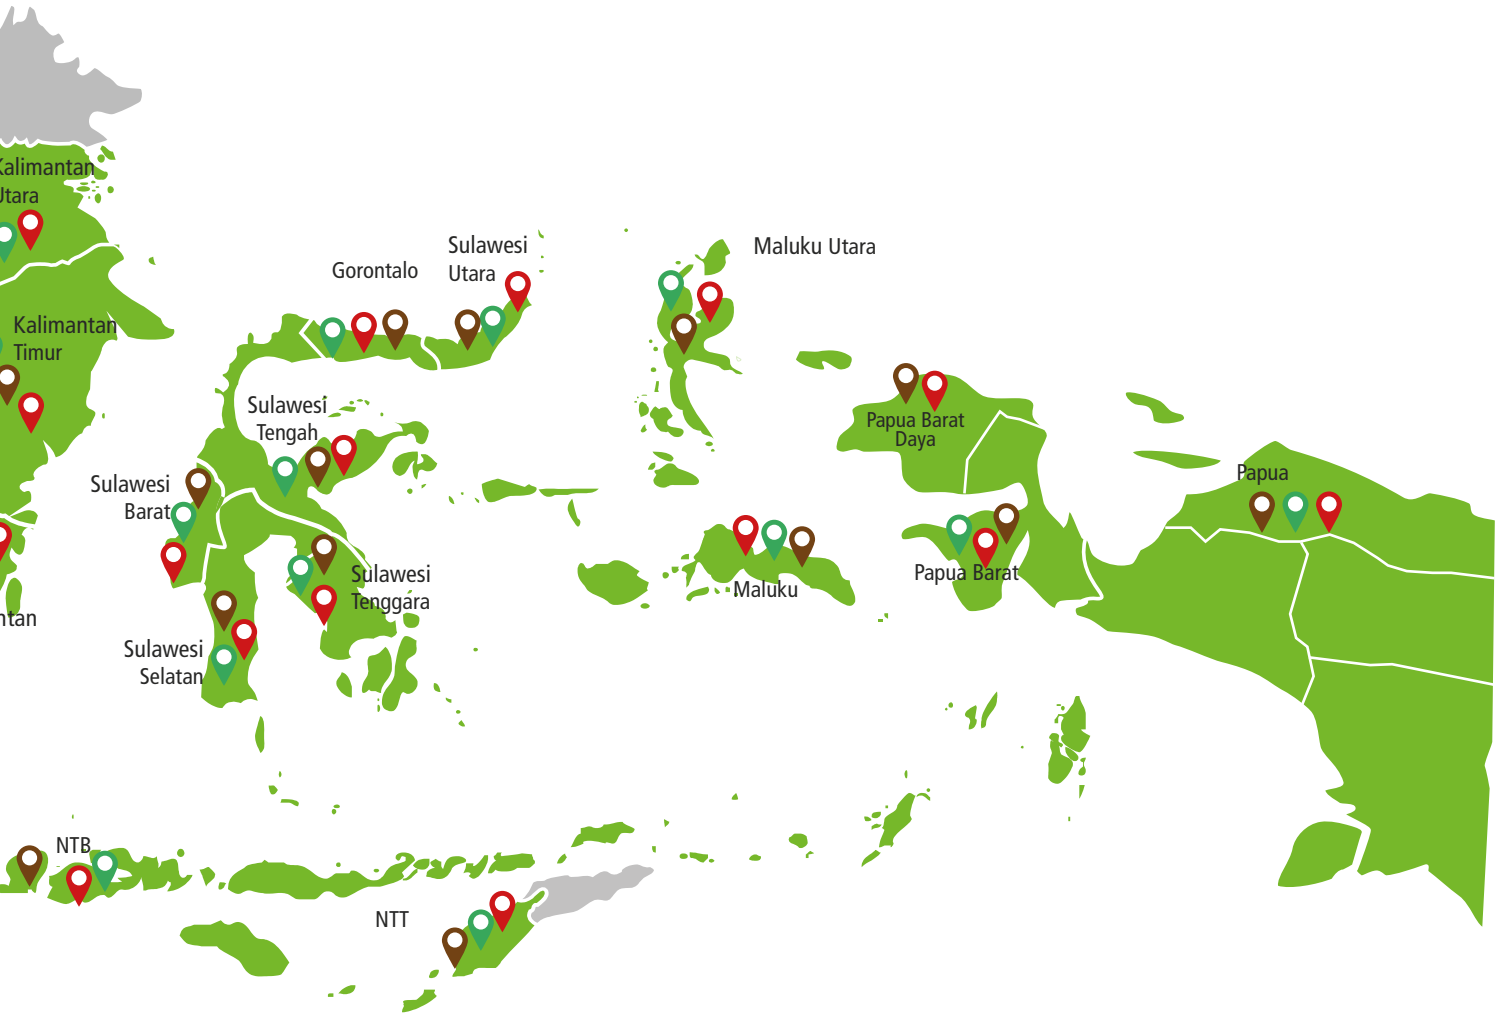 Kalimantan
Utara
Kalimantan
Timur
ntan
Gorontalo
Sulawesi
Utara
Maluku Utara
Sulawesi
Tengah
Sulawesi
Barat
Sulawesi
Tenggara
Sulawesi
Selatan
Papua Barat
Daya
Papua
Papua Barat
Maluku
NTB
NTT